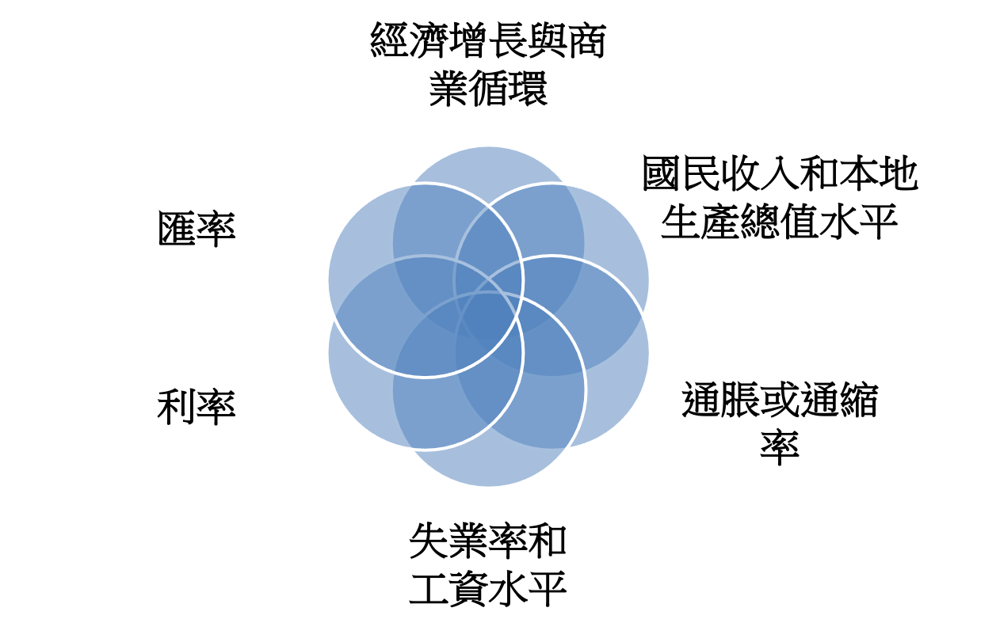 經濟增長與商
業循環
國民收入和本地
生產總值水平
匯率
通脹或通縮
率
利率
失業率和
工資水平